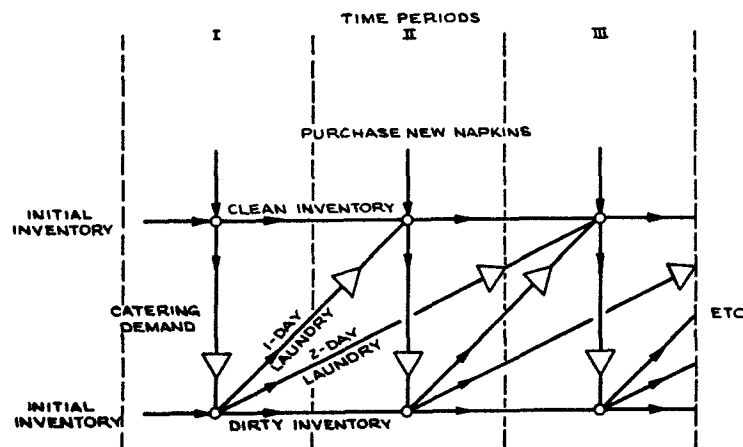 TIME PERIODS
I II III
PURCHASE NEW NAPKINS
INITIAL
INVENTORY
CLEAN INVENTORY
CATERING
DEMAND
1-DAY
LAUNDRY
2-DAY
LAUNDRY
ETC
INITIAL
INVENTORY
DIRTY INVENTORY